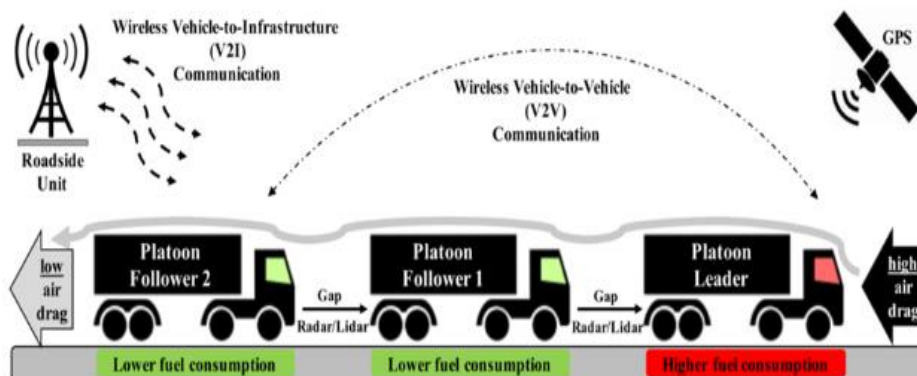 Wireless Vehicle-to-Infrastructure
(V2I)
Communication
GPS
Wireless Vehicle-to-Vehicle
(V2V)
Communication
Roadside
Unit
low
air
drag
Platoon
Follower 2
Gap
Radar/Lidar
Platoon
Follower 1
Gap
Radar/Lidar
Platoon
Leader
high
air
drag
Lower fuel consumption
Lower fuel consumption
Higher fuel consumption